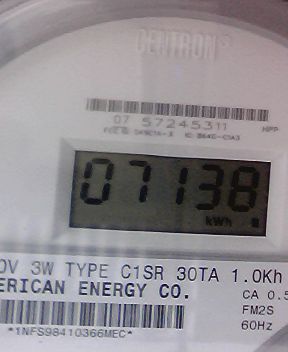 CENTRON®
07 57245311
07138
kWh
0V 3W TYPE C1SR 30TA 1.0Kh
ERICAN ENERGY CO.
CA 0.5
FM2S
60Hz
*1NFS98410366MEC*